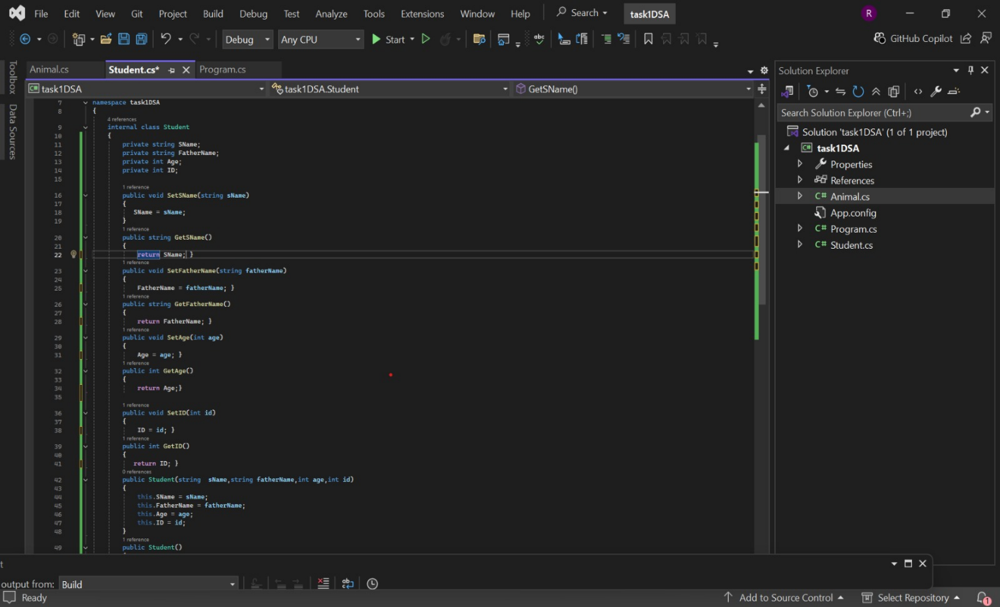 File Edit View Git Project Build Debug Test Analyze Tools Extensions Window Help Search task1DSA R
Debug Any CPU Start abc GitHub Copilot
Toolbox
Data Sources
Animal.cs Student.cs* Program.cs
C# task1DSA task1DSA.Student GetSName()
7 namespace task1DSA
8 {
4 references
9 internal class Student
10 {
11 private string SName;
12 private string FatherName;
13 private int Age;
14 private int ID;
15
1 reference
16 public void SetSName(string sName)
17 {
18 SName = sName;
19 }
1 reference
20 public string GetSName()
21 {
22 return SName; }
1 reference
23 public void SetFatherName(string fatherName)
24 {
25 FatherName = fatherName; }
1 reference
26 public string GetFatherName()
27 {
28 return FatherName; }
1 reference
29 public void SetAge(int age)
30 {
31 Age = age; }
1 reference
32 public int GetAge()
33 {
34 return Age;}
35
1 reference
36 public void SetID(int id)
37 {
38 ID = id; }
1 reference
39 public int GetID()
40 {
41 return ID; }
0 references
42 public Student(string  sName,string fatherName,int age,int id)
43 {
44 this.SName = sName;
45 this.FatherName = fatherName;
46 this.Age = age;
47 this.ID = id;
48 }
1 reference
49 public Student()
Solution Explorer
Search Solution Explorer (Ctrl+;)
Solution 'task1DSA' (1 of 1 project)
C# task1DSA
Properties
References
C# Animal.cs
App.config
C# Program.cs
C# Student.cs
t
output from: Build
Ready Add to Source Control Select Repository 1